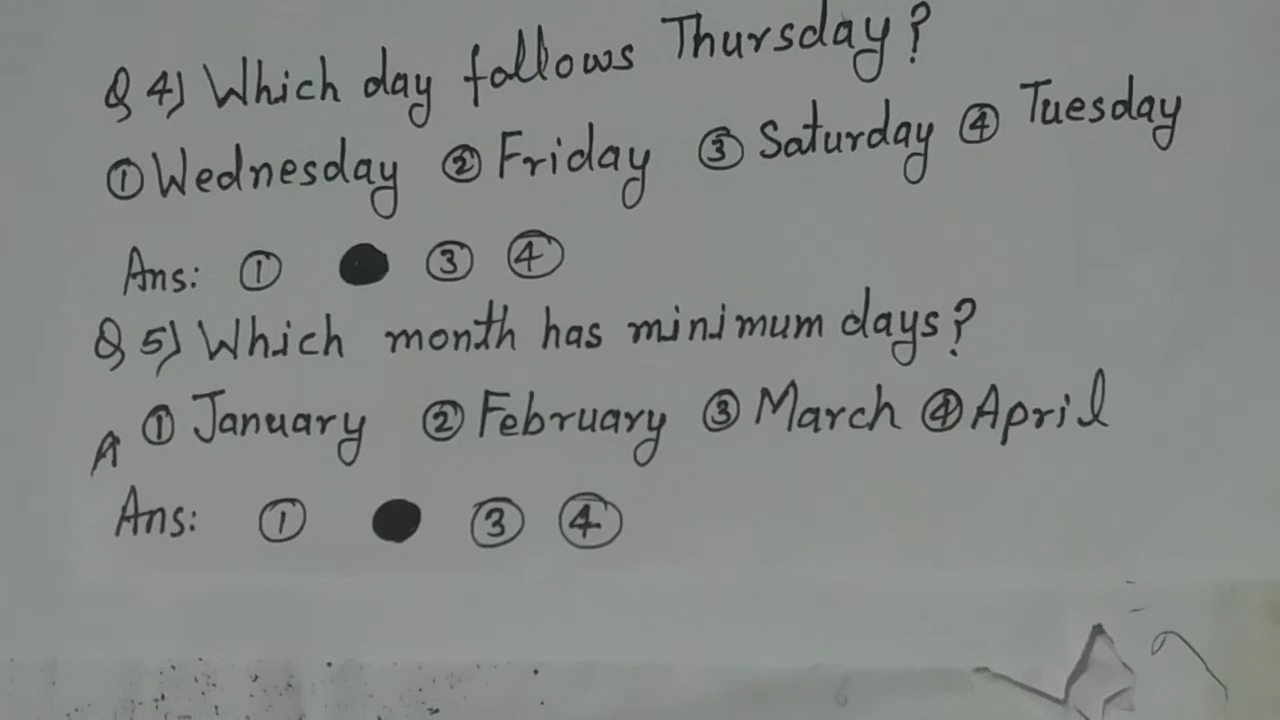 Q 4) Which day follows Thursday?
① Wednesday ② Friday ③ Saturday ④ Tuesday
Ans: ① ● ③ ④
Q 5) Which month has minimum days?
① January ② February ③ March ④ April
A
Ans: ① ● ③ ④